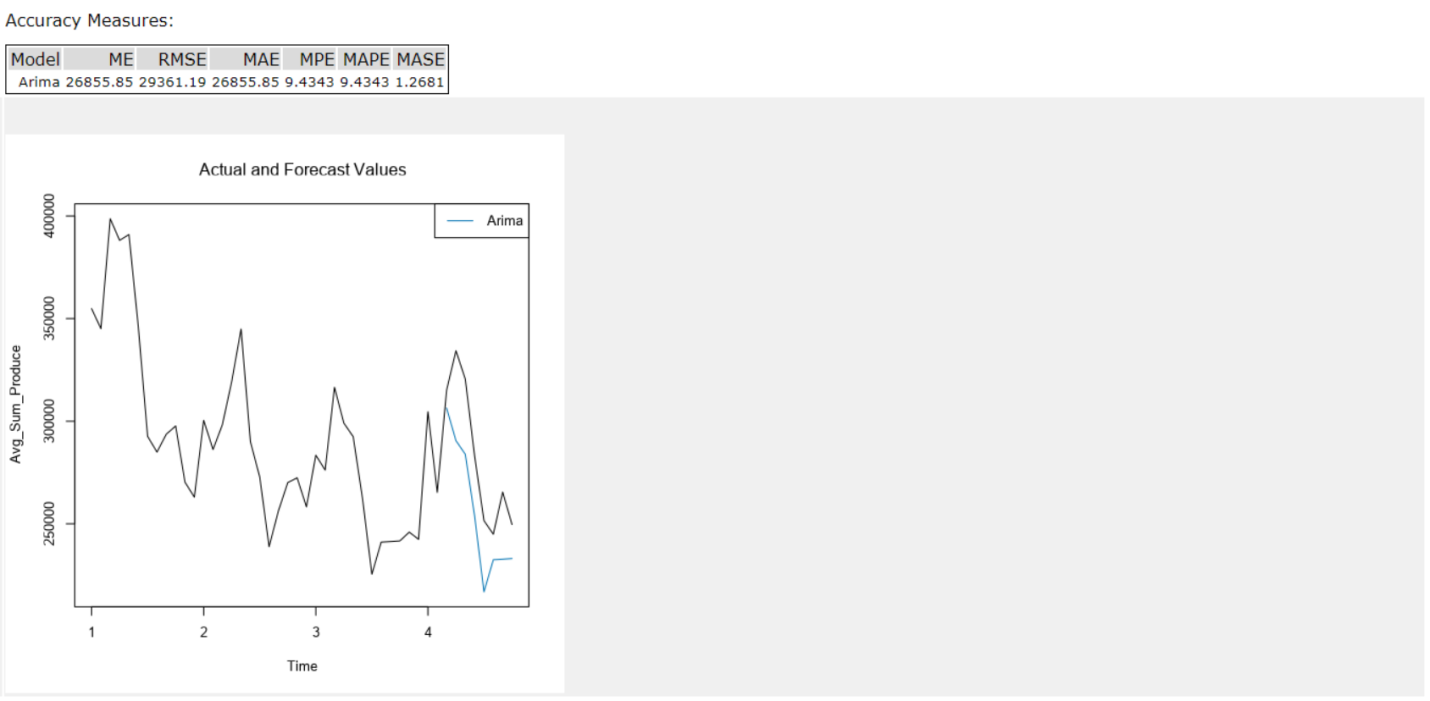 Accuracy Measures:
Model ME RMSE MAE MPE MAPE MASE
Arima 26855.85 29361.19 26855.85 9.4343 9.4343 1.2681
Actual and Forecast Values
Arima
400000
350000
300000
250000
Avg_Sum_Produce
1 2 3 4
Time